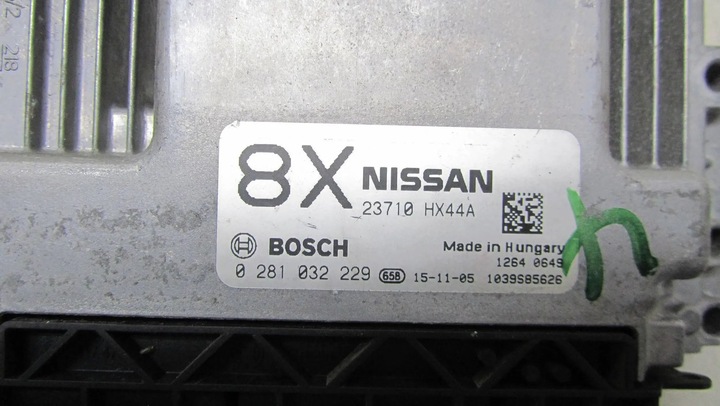 8X NISSAN
23710 HX44A
BOSCH Made in Hungary
1264 0649
0 281 032 229 658 15-11-05 1039S85626